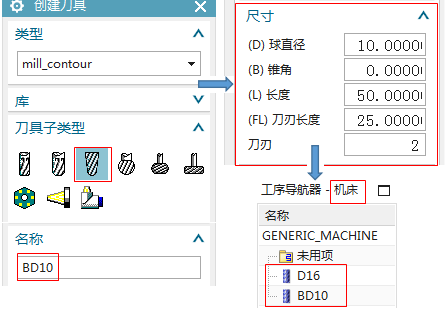 创建刀具
类型
mill_contour
库
刀具子类型
名称
BD10
尺寸
(D) 球直径
10.0000
(B) 锥角
0.0000
(L) 长度
50.0000
(FL) 刀刃长度
25.0000
刀刃
2
工序导航器 - 机床
名称
GENERIC_MACHINE
未用项
D16
BD10